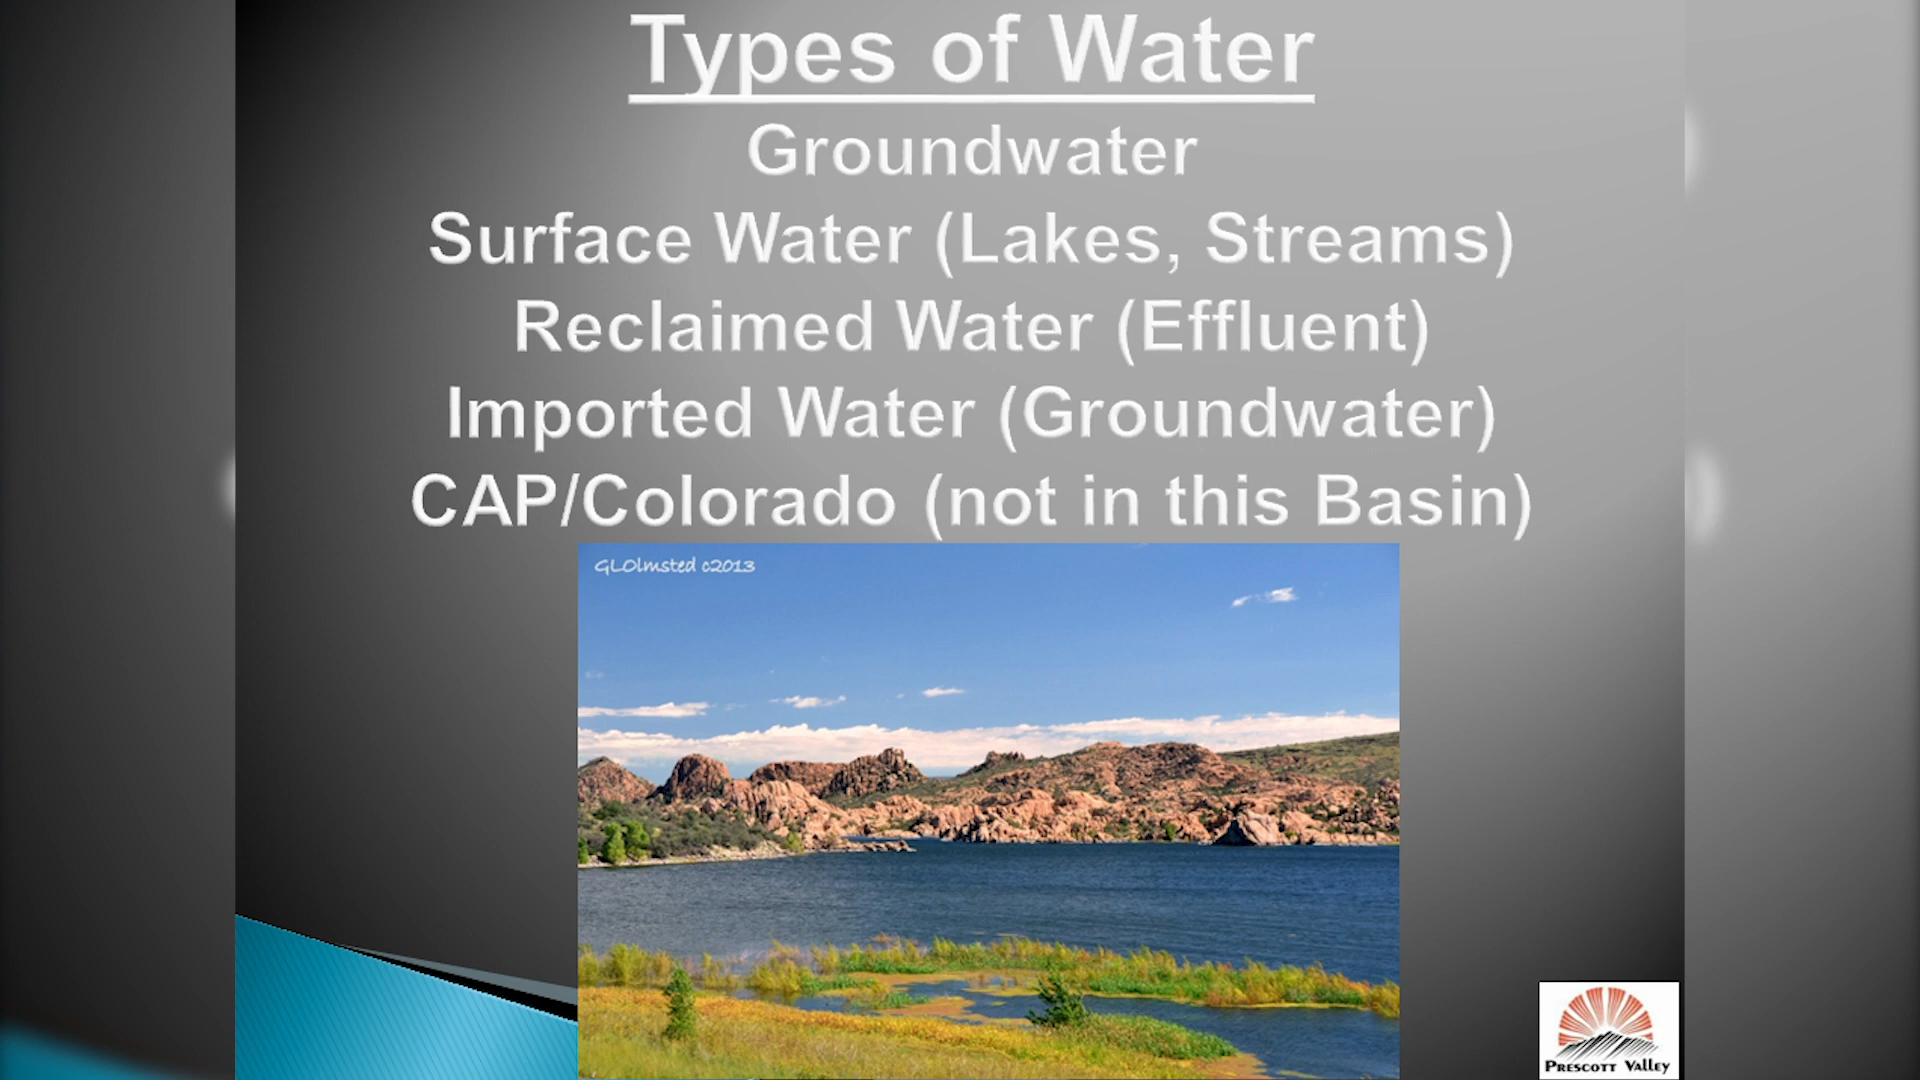 Types of Water
Groundwater
Surface Water (Lakes, Streams)
Reclaimed Water (Effluent)
Imported Water (Groundwater)
CAP/Colorado (not in this Basin)
GLOlmsted c2013
PRESCOTT VALLEY